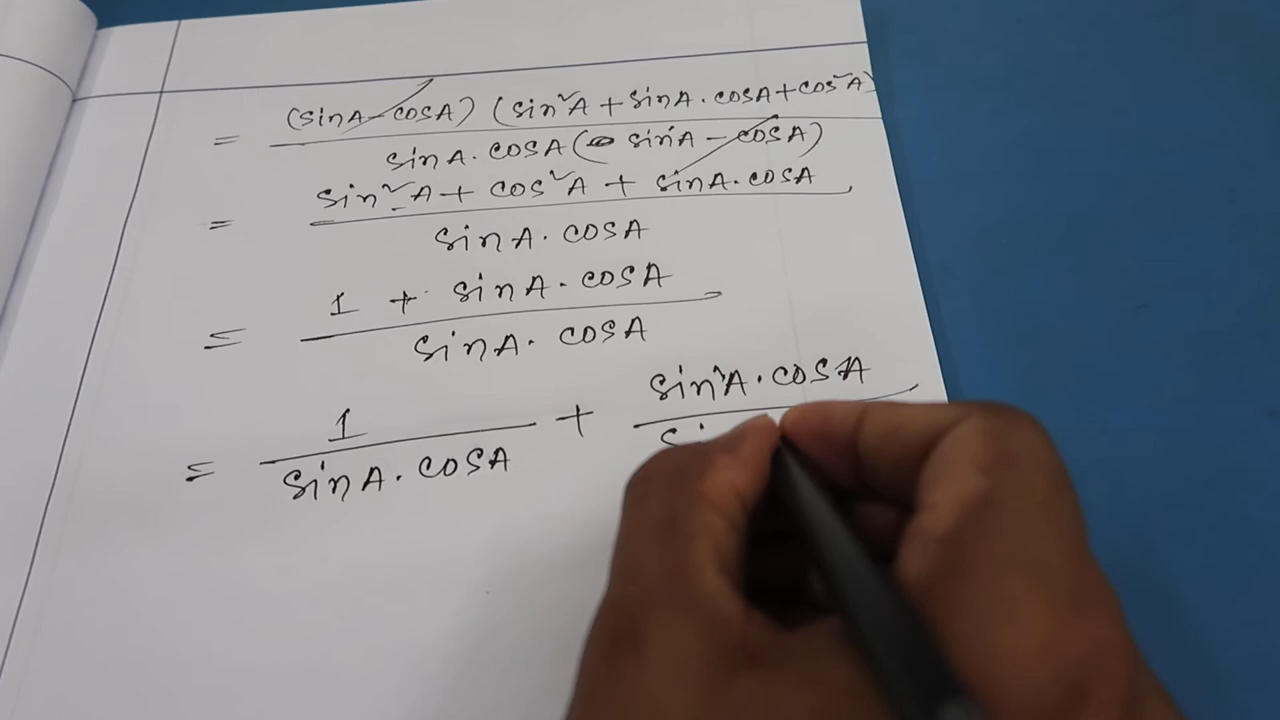 = (sinA - cosA) (sin²A + sinA. cosA + cos²A)
sinA. cosA ( sinA - cosA)
= sin²A + cos²A + sinA. cosA
sinA. cosA
= 1 + sinA. cosA
sinA. cosA
= 1 + sinA. cosA
sinA. cosA